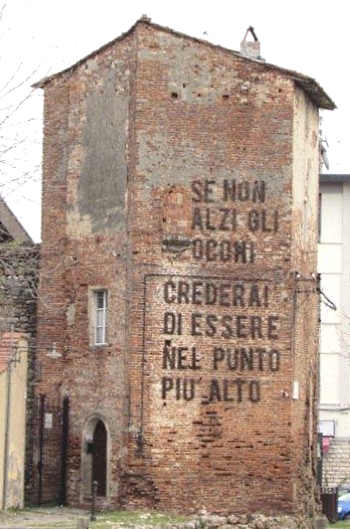 SE NON
ALZI GLI
OCCHI
CREDERAI
DI ESSERE
NEL PUNTO
PIU' ALTO